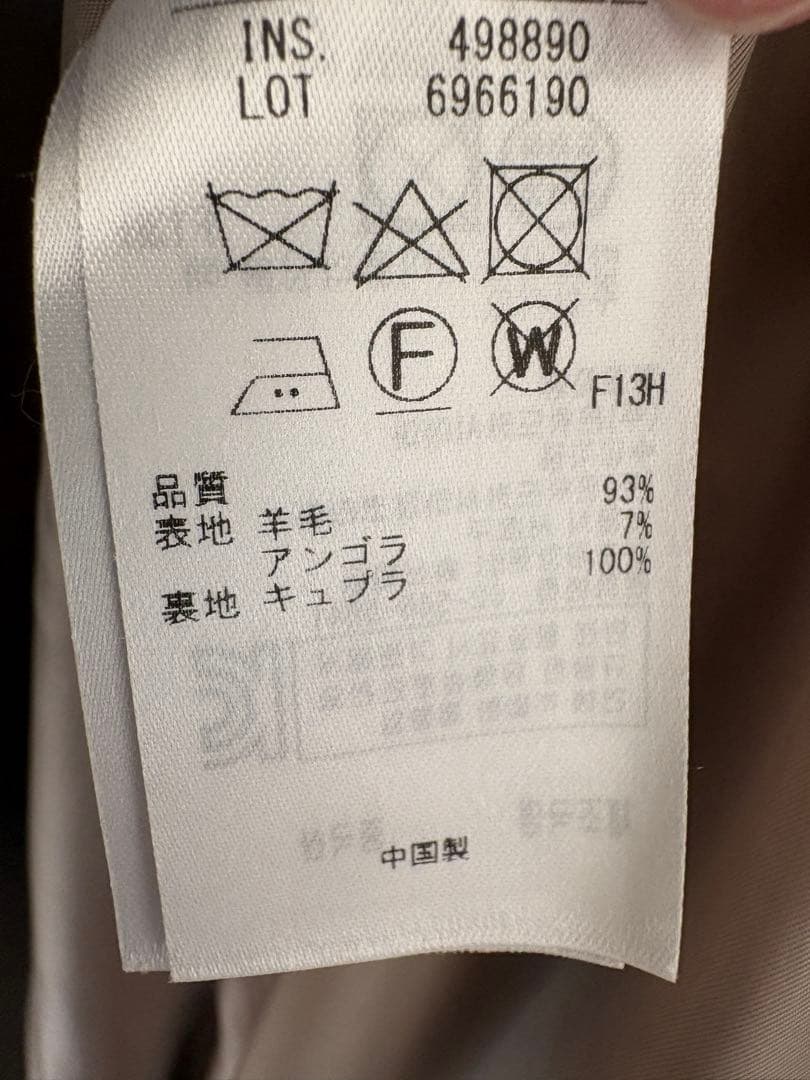 INS. 498890
LOT 6966190
F W F13H
品質
表地 羊毛 93%
アンゴラ 7%
裏地 キュプラ 100%
中国製